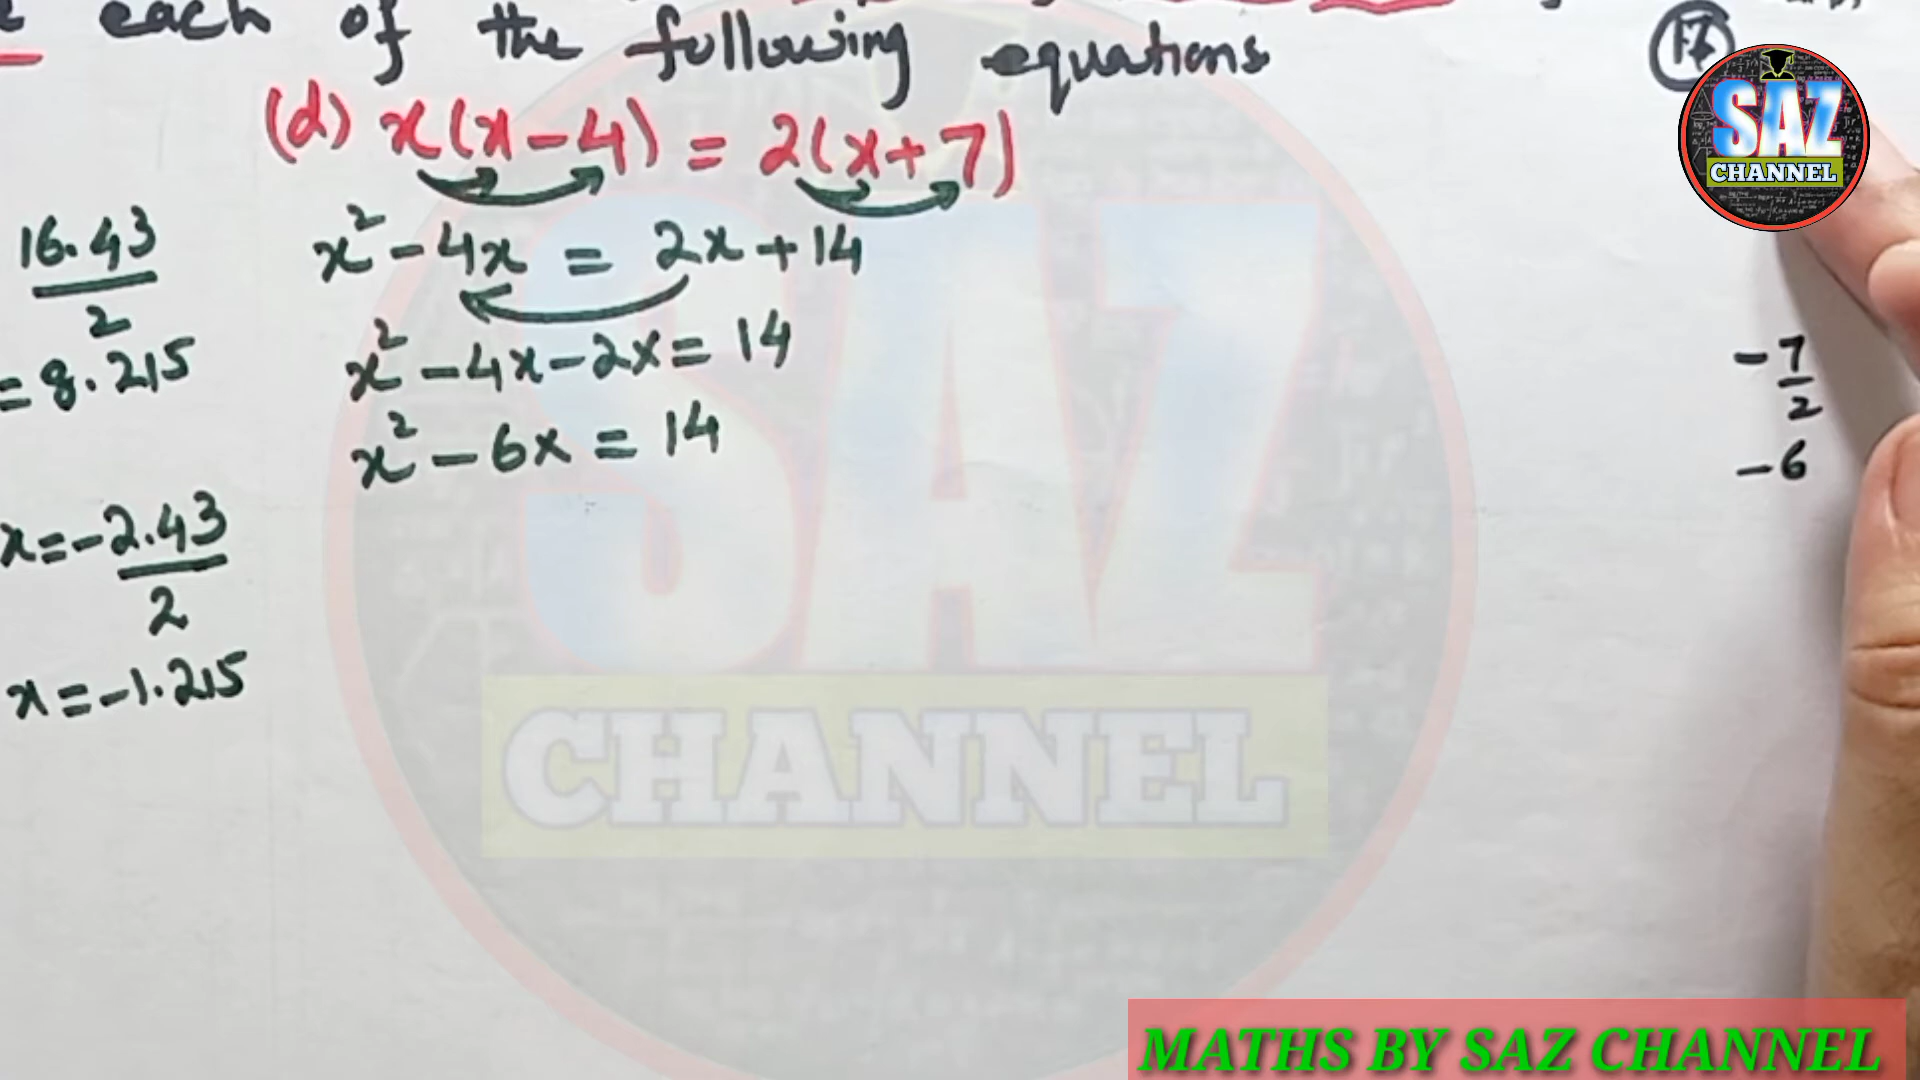 each of the following equations
17
(d) x(x-4) = 2(x+7)
16.43
2
= 8.215
x=-2.43
2
x=-1.215
x² - 4x = 2x + 14
x² - 4x - 2x = 14
x² - 6x = 14
-7
2
-6
SAZ
CHANNEL
SAZ
CHANNEL
MATHS BY SAZ CHANNEL